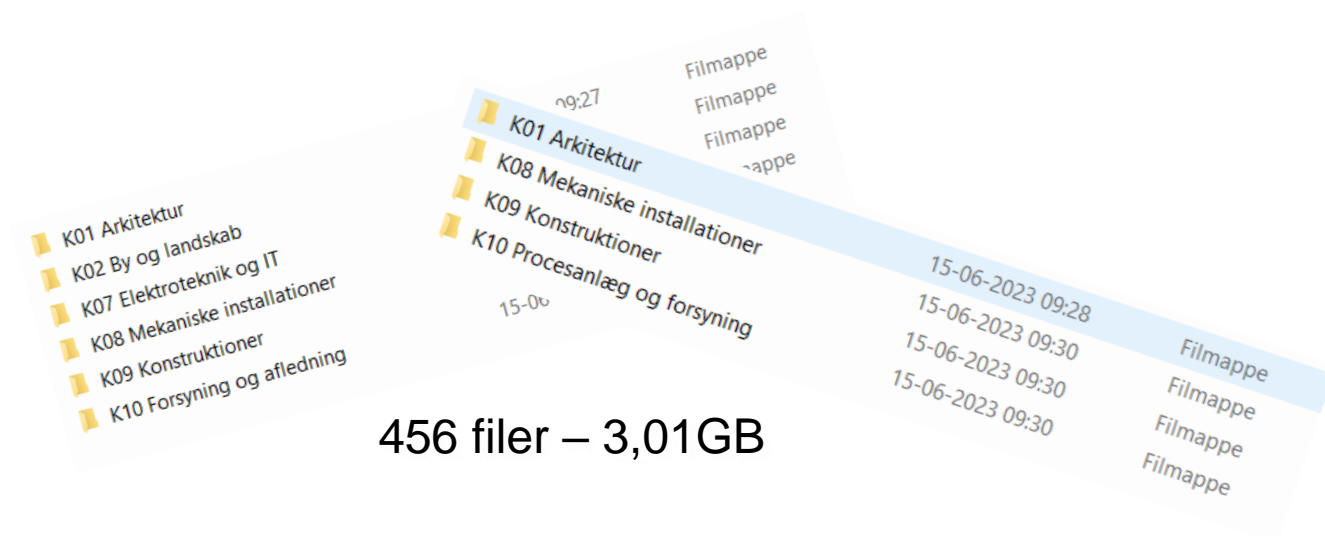 K01 Arkitektur
K02 By og landskab
K07 Elektroteknik og IT
K08 Mekaniske installationer
K09 Konstruktioner
K10 Forsyning og afledning
09:27 Filmappe
Filmappe
Filmappe
15-06
K01 Arkitektur 15-06-2023 09:28 Filmappe
K08 Mekaniske installationer 15-06-2023 09:30 Filmappe
K09 Konstruktioner 15-06-2023 09:30 Filmappe
K10 Procesanlæg og forsyning 15-06-2023 09:30 Filmappe
456 filer – 3,01GB